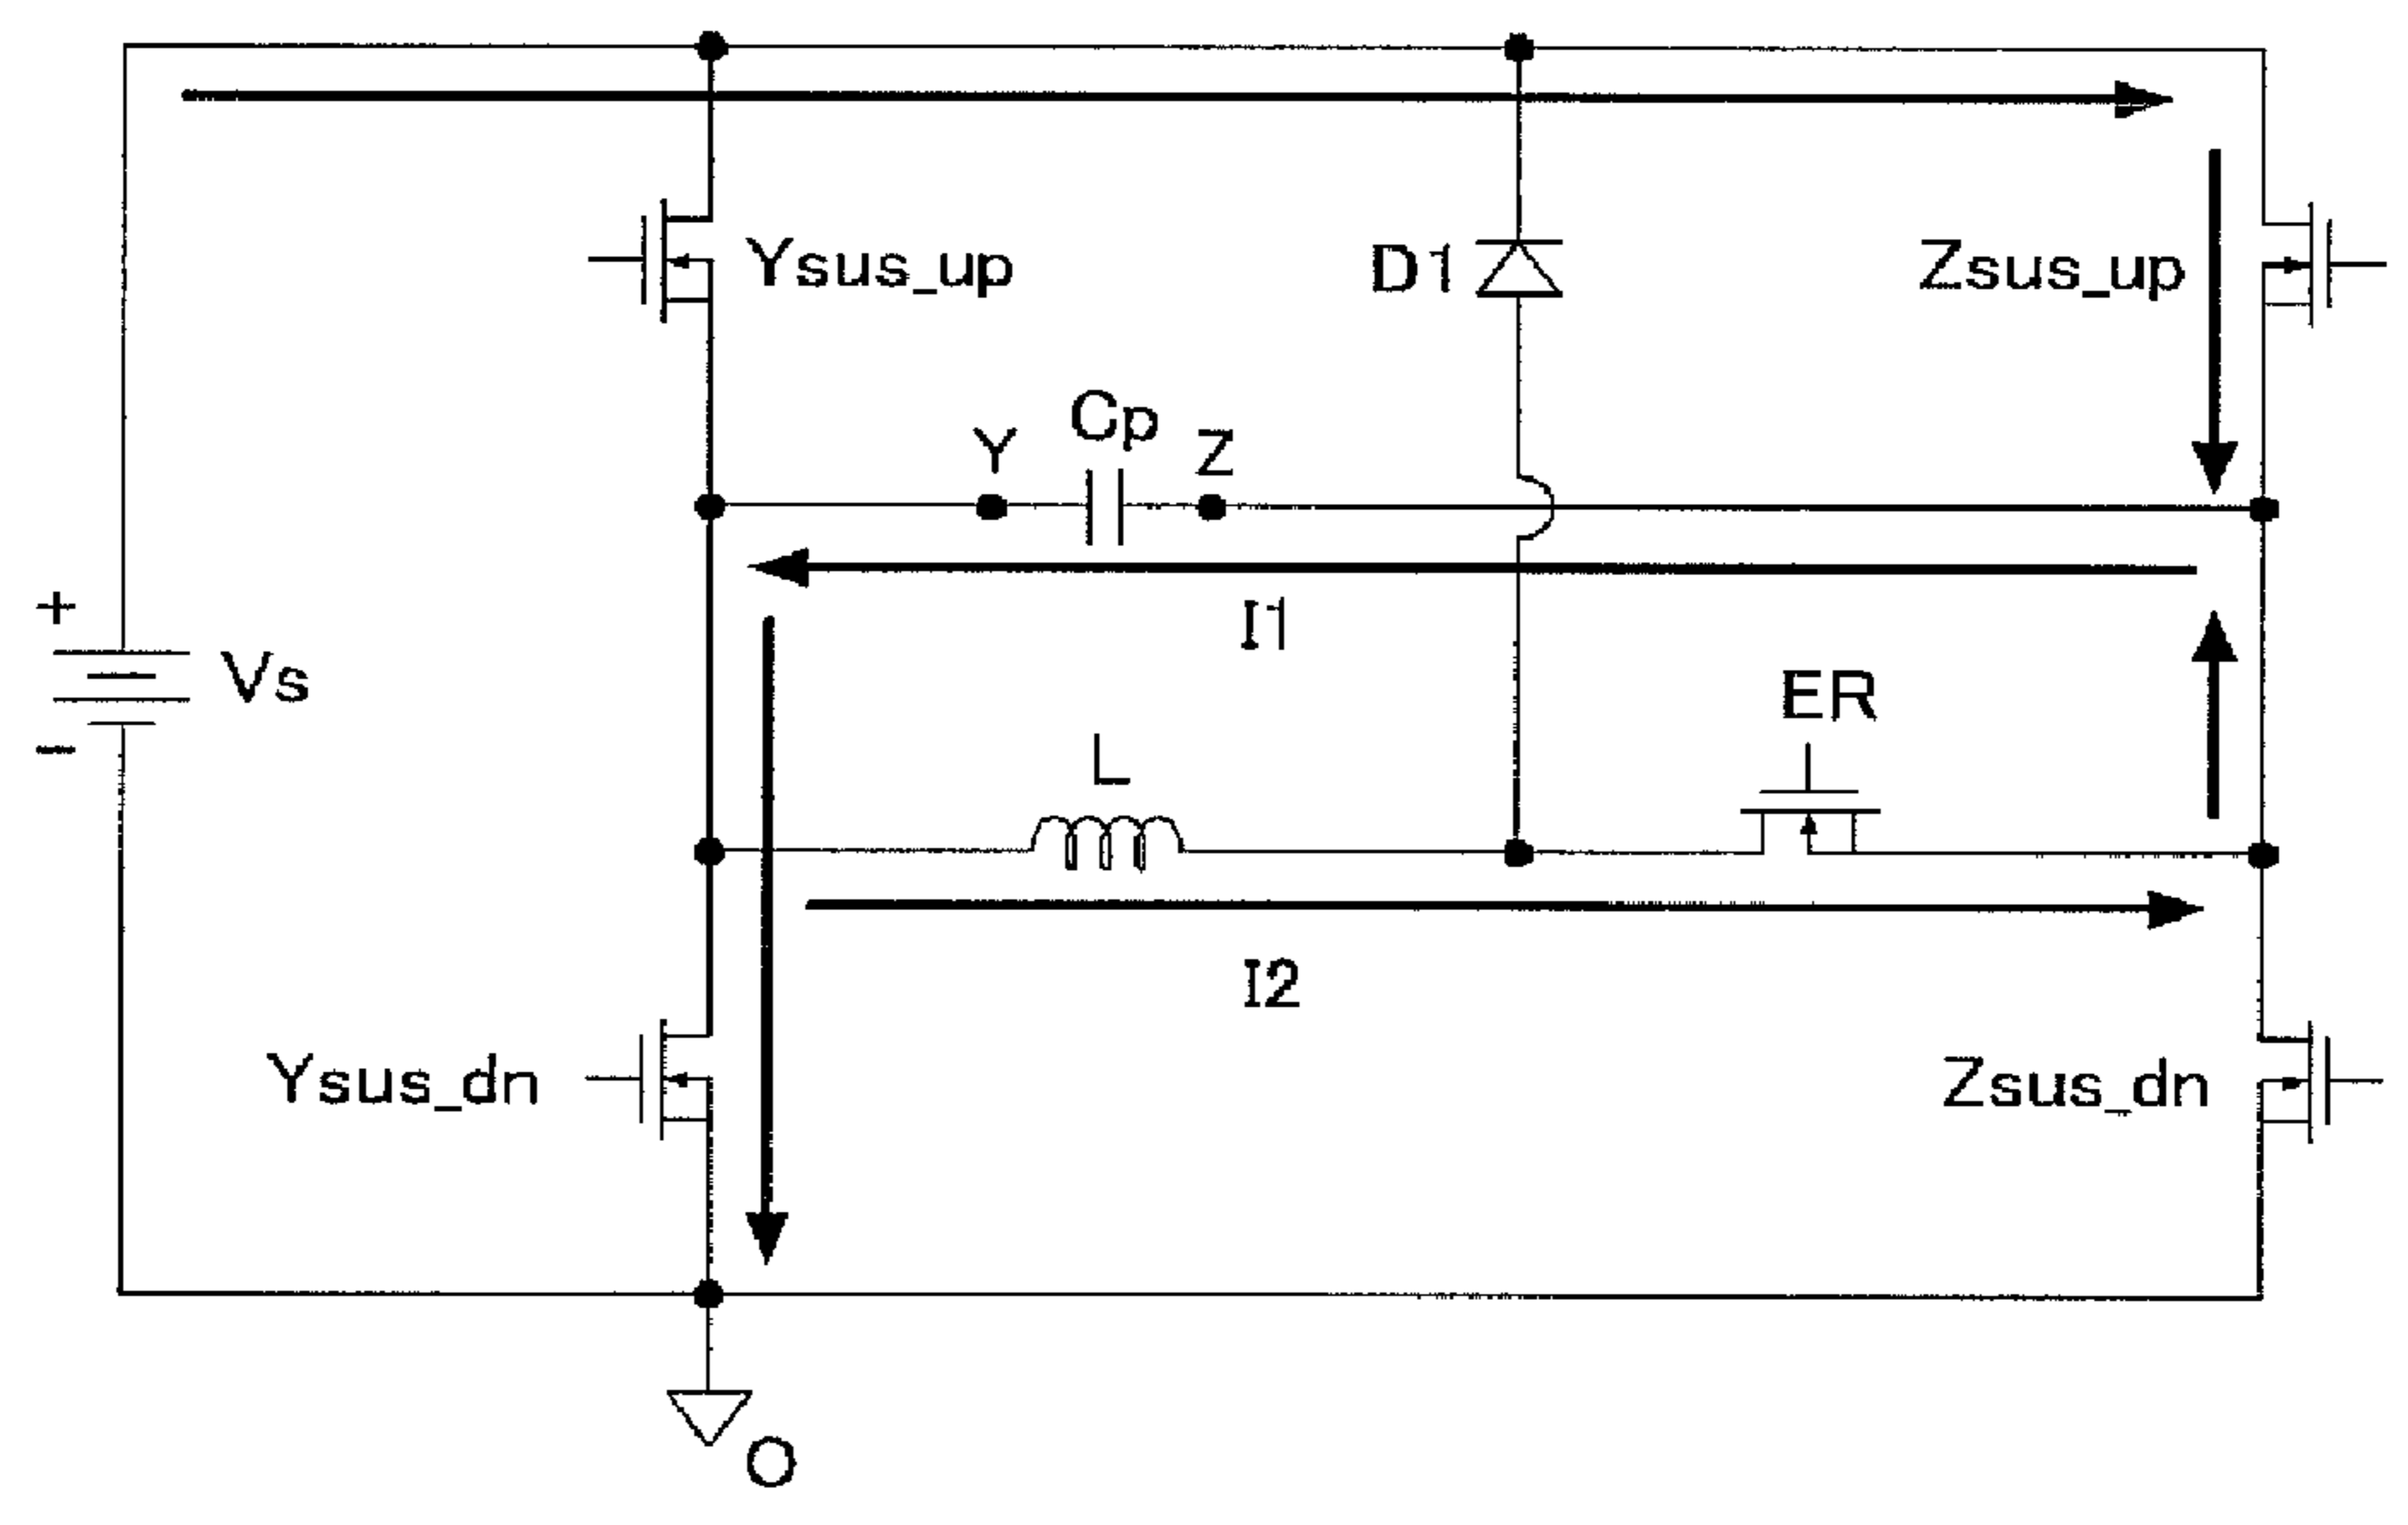 Ysus_up
D1
Zsus_up
Y
Cp
Z
+
Vs
−
I1
ER
L
I2
Ysus_dn
Zsus_dn
O